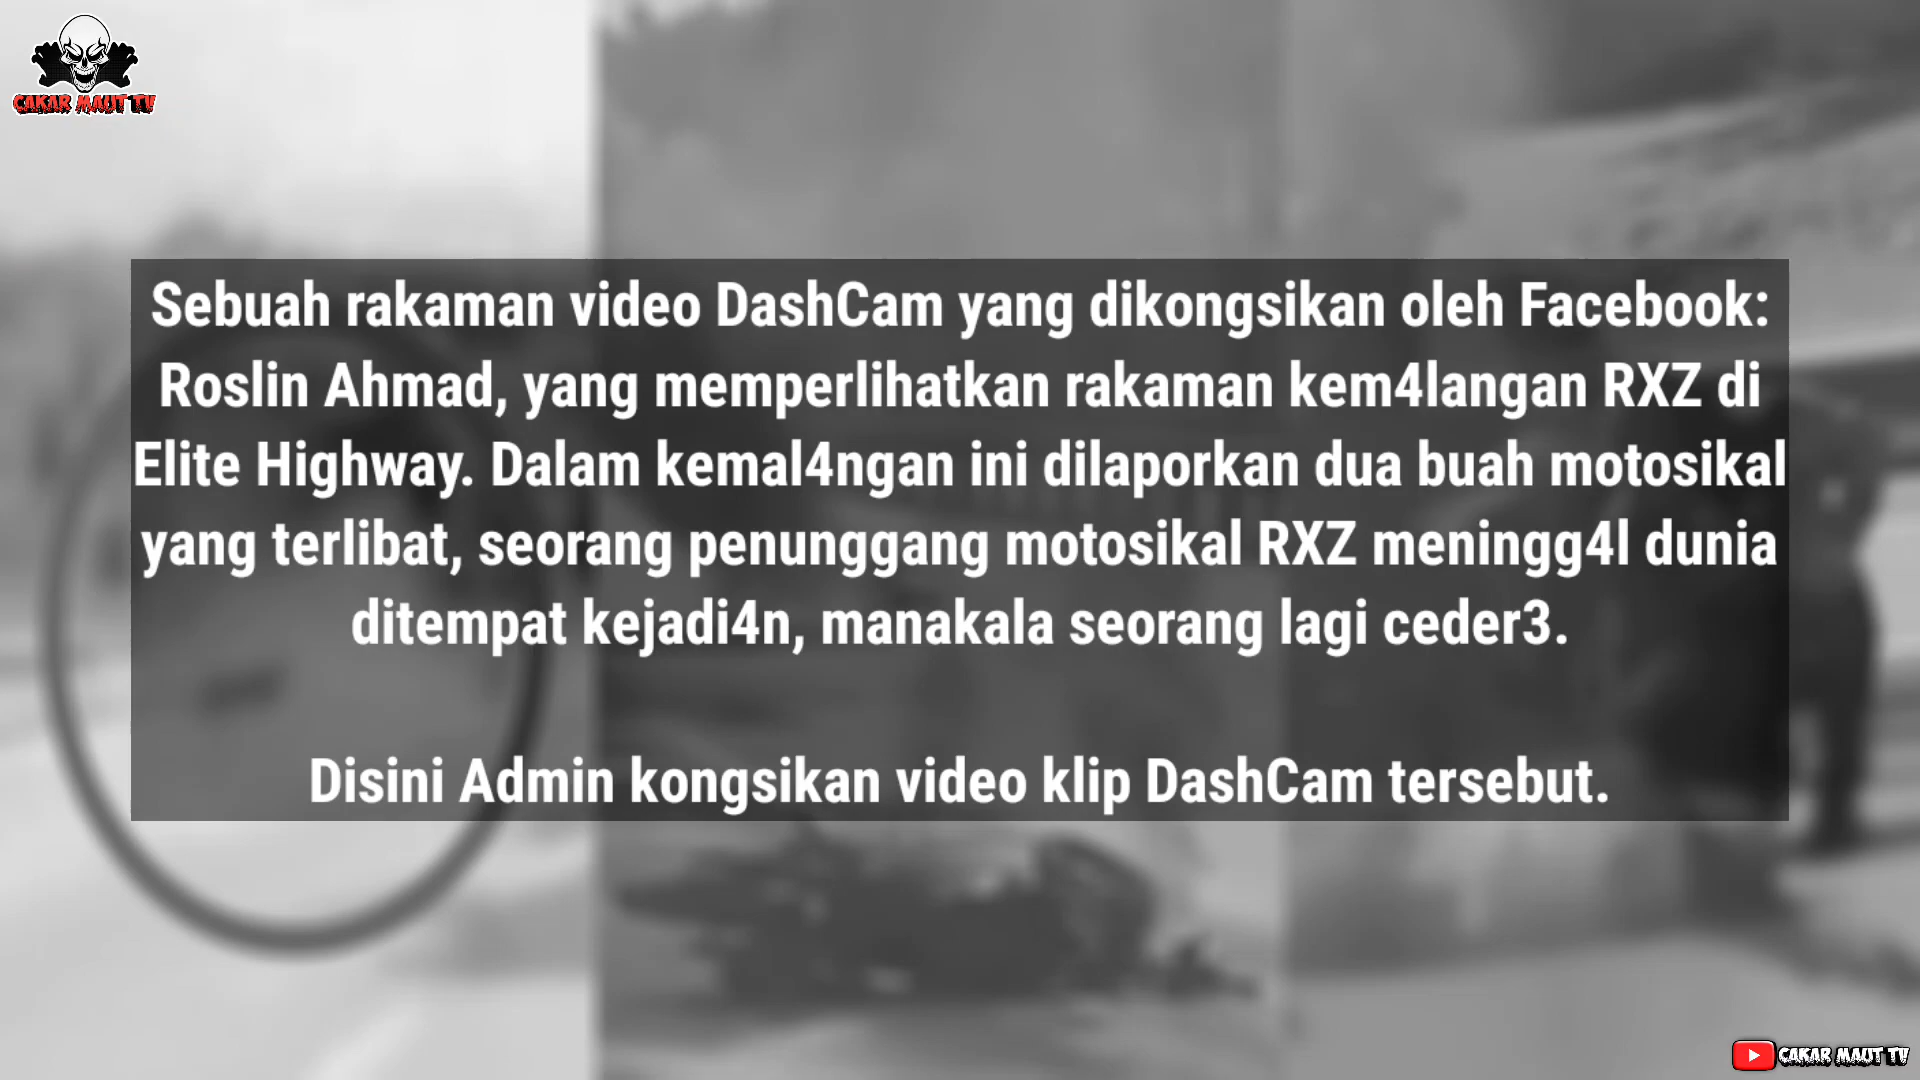 CAKAR MAUT TV
Sebuah rakaman video DashCam yang dikongsikan oleh Facebook:
Roslin Ahmad, yang memperlihatkan rakaman kem4langan RXZ di
Elite Highway. Dalam kemal4ngan ini dilaporkan dua buah motosikal
yang terlibat, seorang penunggang motosikal RXZ meningg4l dunia
ditempat kejadi4n, manakala seorang lagi ceder3.
Disini Admin kongsikan video klip DashCam tersebut.
CAKAR MAUT TV